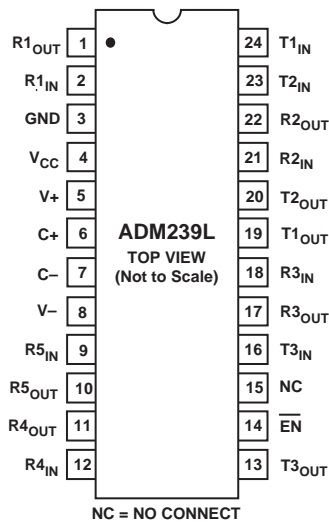 R1OUT 1 24 T1IN
R1IN 2 23 T2IN
GND 3 22 R2OUT
VCC 4 21 R2IN
V+ 5 20 T2OUT
C+ 6 ADM239L 19 T1OUT
TOP VIEW
C– 7 (Not to Scale) 18 R3IN
V– 8 17 R3OUT
R5IN 9 16 T3IN
R5OUT 10 15 NC
R4OUT 11 14 E̅N̅
R4IN 12 13 T3OUT
NC = NO CONNECT